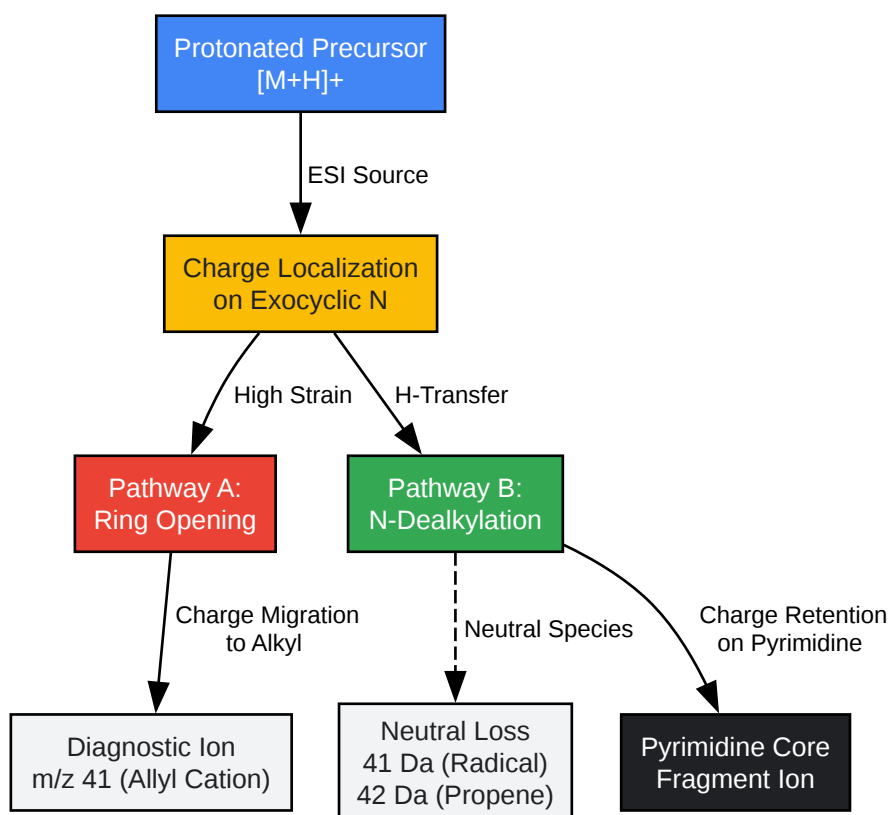 Protonated Precursor
[M+H]+
ESI Source
Charge Localization
on Exocyclic N
High Strain
H-Transfer
Pathway A:
Ring Opening
Pathway B:
N-Dealkylation
Charge Migration
to Alkyl
Neutral Species
Charge Retention
on Pyrimidine
Diagnostic Ion
m/z 41 (Allyl Cation)
Neutral Loss
41 Da (Radical)
42 Da (Propene)
Pyrimidine Core
Fragment Ion